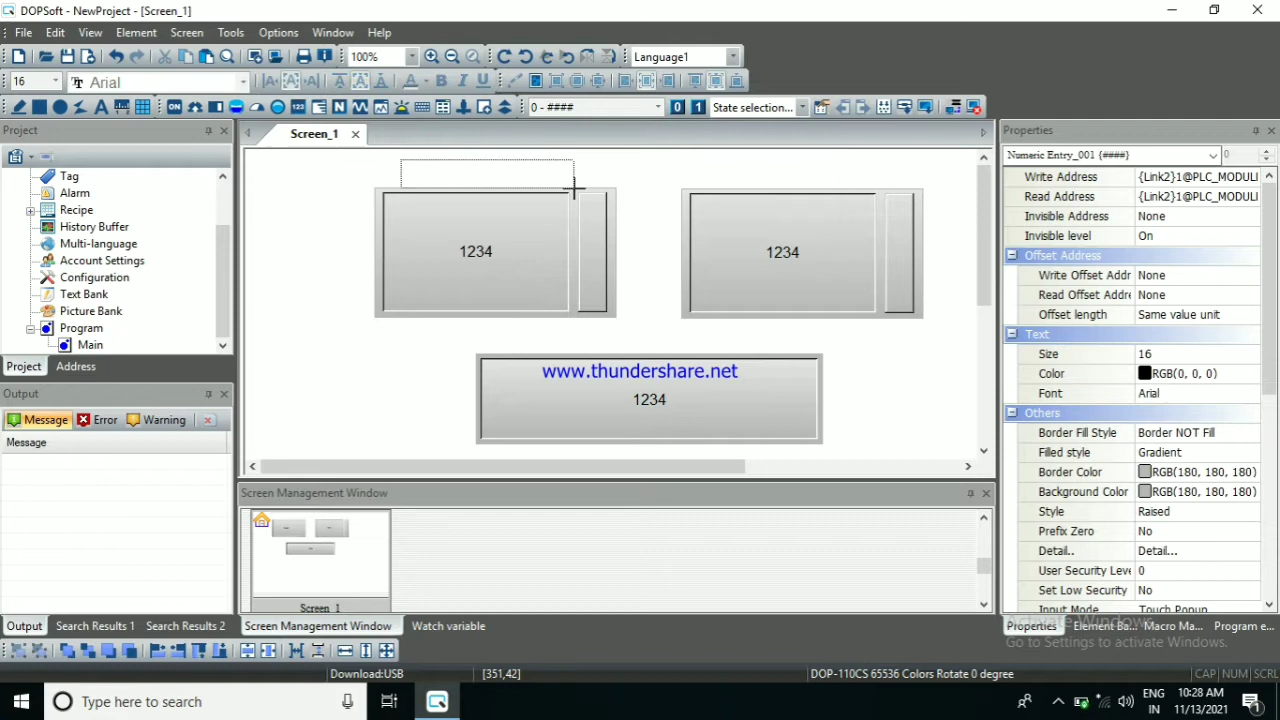 DOPSoft - NewProject - [Screen_1]
File Edit View Element Screen Tools Options Window Help
100% Language1
16 Arial
0 - #### 0 1 State selection...
Project
Screen_1
Properties
Numeric Entry_001 {####} 0
Tag
Alarm
Recipe
History Buffer
Multi-language
Account Settings
Configuration
Text Bank
Picture Bank
Program
Main
Project Address
Output
Message Error Warning
Message
1234
1234
www.thundershare.net
1234
Write Address {Link2}1@PLC_MODULI
Read Address {Link2}1@PLC_MODULI
Invisible Address None
Invisible level On
Offset Address
Write Offset Addr None
Read Offset Addre None
Offset length Same value unit
Text
Size 16
Color RGB(0, 0, 0)
Font Arial
Others
Border Fill Style Border NOT Fill
Filled style Gradient
Border Color RGB(180, 180, 180)
Background Color RGB(180, 180, 180)
Style Raised
Prefix Zero No
Detail.. Detail...
User Security Leve 0
Set Low Security No
Input Mode Touch Popup
Screen Management Window
Screen_1
Output Search Results 1 Search Results 2
Screen Management Window Watch variable
Properties Element Ba... Macro Ma... Program e...
Activate Windows
Go to Settings to activate Windows.
Download:USB [351,42] DOP-110CS 65536 Colors Rotate 0 degree CAP NUM SCRL
Type here to search
ENG
IN
10:28 AM
11/13/2021
1